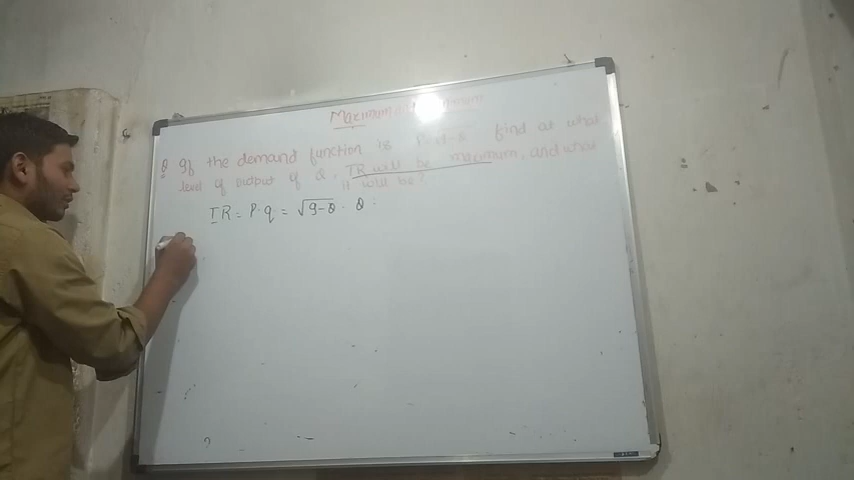 Maximum
Q If the demand function is find at what
level of output of Q, TR will be maximum, and what
it will be?
TR = P.q = √9-Q . Q